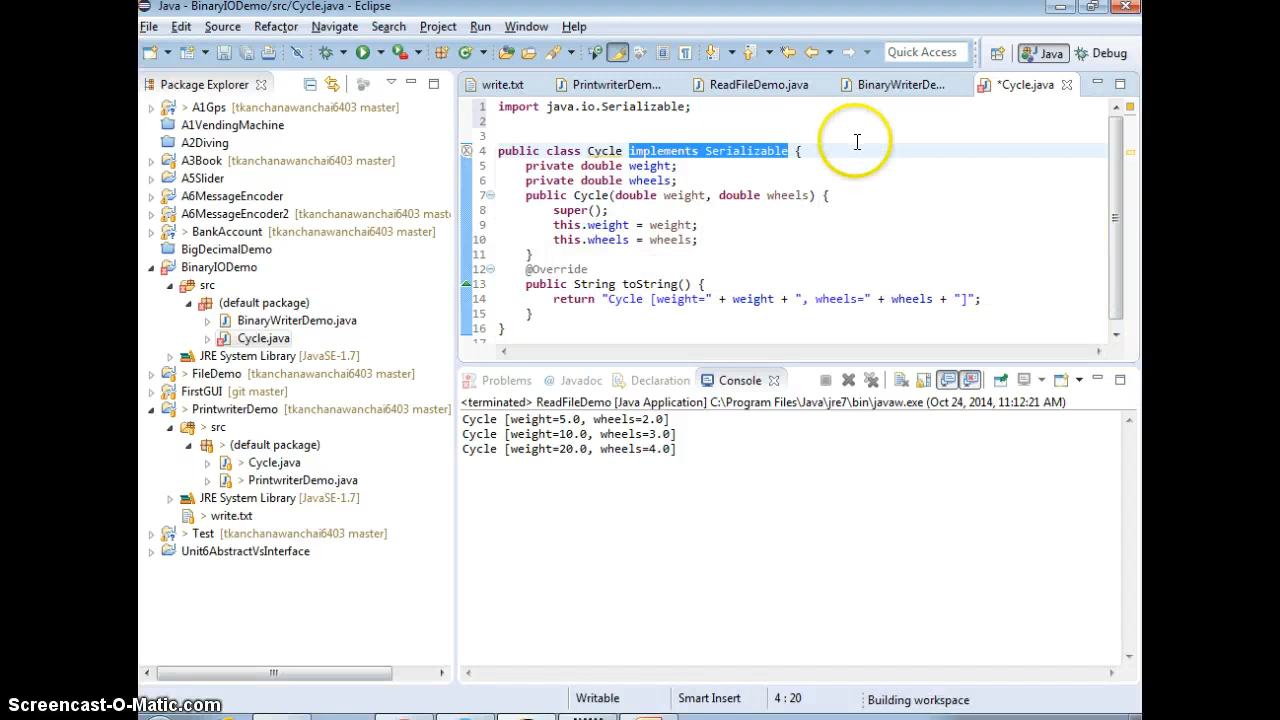 Java - BinaryIODemo/src/Cycle.java - Eclipse
File Edit Source Refactor Navigate Search Project Run Window Help
Quick Access Java Debug
Package Explorer
> A1Gps [tkanchanawanchai6403 master]
A1VendingMachine
A2Diving
> A3Book [tkanchanawanchai6403 master]
A5Slider
A6MessageEncoder
A6MessageEncoder2 [tkanchanawanchai6403 mast
> BankAccount [tkanchanawanchai6403 master]
BigDecimalDemo
BinaryIODemo
src
(default package)
BinaryWriterDemo.java
Cycle.java
JRE System Library [JavaSE-1.7]
> FileDemo [tkanchanawanchai6403 master]
FirstGUI [git master]
> PrintwriterDemo [tkanchanawanchai6403 master]
> src
> (default package)
> Cycle.java
> PrintwriterDemo.java
JRE System Library [JavaSE-1.7]
> write.txt
> Test [tkanchanawanchai6403 master]
Unit6AbstractVsInterface
write.txt PrintwriterDem... ReadFileDemo.java BinaryWriterDe... *Cycle.java
1 import java.io.Serializable;
2
3
4 public class Cycle implements Serializable {
5 private double weight;
6 private double wheels;
7 public Cycle(double weight, double wheels) {
8 super();
9 this.weight = weight;
10 this.wheels = wheels;
11 }
12 @Override
13 public String toString() {
14 return "Cycle [weight=" + weight + ", wheels=" + wheels + "]";
15 }
16 }
17
Problems @ Javadoc Declaration Console
<terminated> ReadFileDemo [Java Application] C:\Program Files\Java\jre7\bin\javaw.exe (Oct 24, 2014, 11:12:21 AM)
Cycle [weight=5.0, wheels=2.0]
Cycle [weight=10.0, wheels=3.0]
Cycle [weight=20.0, wheels=4.0]
Writable Smart Insert 4 : 20 Building workspace
Screencast-O-Matic.com